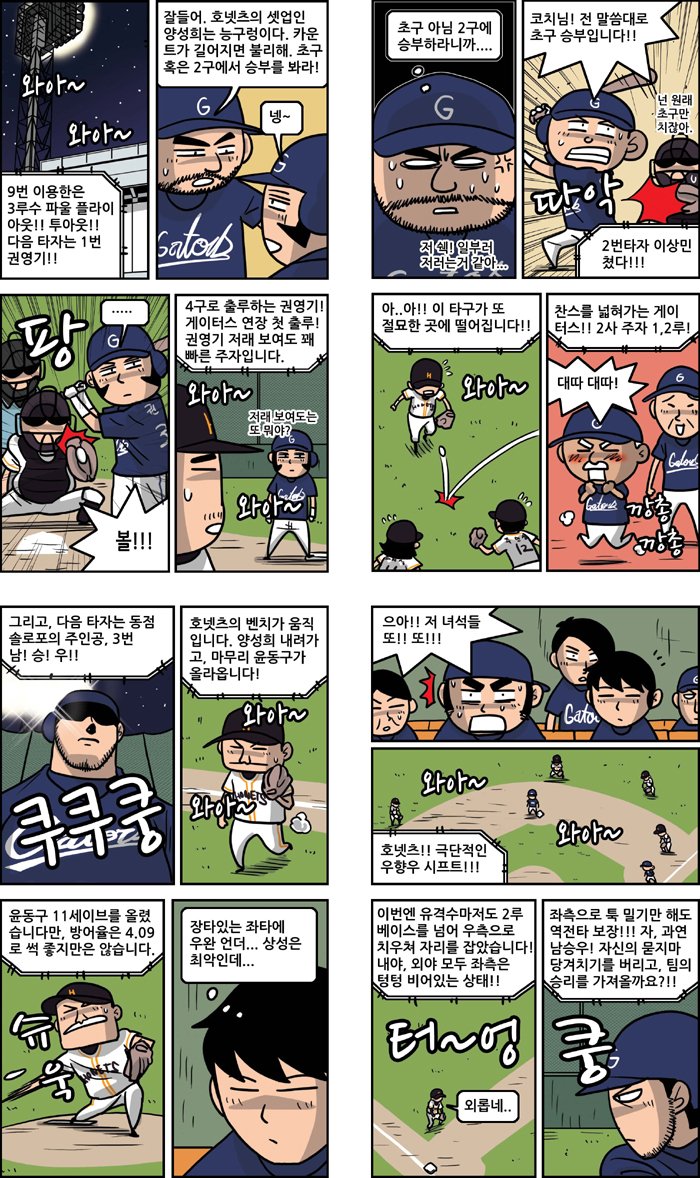 와아~
와아~
9번 이용한은
3루수 파울 플라이
아웃!! 투아웃!!
다음 타자는 1번
권영기!!
잘들어. 호넷츠의 셋업인
양성희는 능구렁이다. 카운
트가 길어지면 불리해. 초구
혹은 2구에서 승부를 봐라!
넹~
G
G
Gators
팡
.....
G
볼!!!
4구로 출루하는 권영기!
게이터스 연장 첫 출루!
권영기 저래 보여도 꽤
빠른 주자입니다.
와아~
저래 보여도는
또 뭐야?
H
G
Gators
와아~
초구 아님 2구에
승부하라니까....
G
저 쉑! 일부러
저러는거 같아...
코치님! 전 말씀대로
초구 승부입니다!!
넌 원래
초구만
치잖아.
G
따악
2번타자 이상민
쳤다!!!
아..아!! 이 타구가 또
절묘한 곳에 떨어집니다!!
와아~
H
12
찬스를 넓혀가는 게이
터스!! 2사 주자 1,2루!
대따 대따!
G
Gators
Gators
깡총
깡총
그리고, 다음 타자는 동점
솔로포의 주인공, 3번
남! 승! 우!!
쿠쿠쿵
Gators
호넷츠의 벤치가 움직
입니다. 양성희 내려가
고, 마무리 윤동구가
올라옵니다!
와아~
H
와아~
HORNETS
윤동구 11세이브를 올렸
습니다만, 방어율은 4.09
로 썩 좋지만은 않습니다.
H
슈
욱
HORNETS
장타있는 좌타에
우완 언더... 상성은
최악인데...
으아!! 저 녀석들
또!! 또!!!
Gators
G
와아~
와아~
호넷츠!! 극단적인
우향우 시프트!!!
이번엔 유격수마저도 2루
베이스를 넘어 우측으로
치우쳐 자리를 잡았습니다!
내야, 외야 모두 좌측은
텅텅 비어있는 상태!!
터~엉
외롭네..
좌측으로 툭 밀기만 해도
역전타 보장!!! 자, 과연
남승우! 자신의 묻지마
당겨치기를 버리고, 팀의
승리를 가져올까요?!!
쿵
G